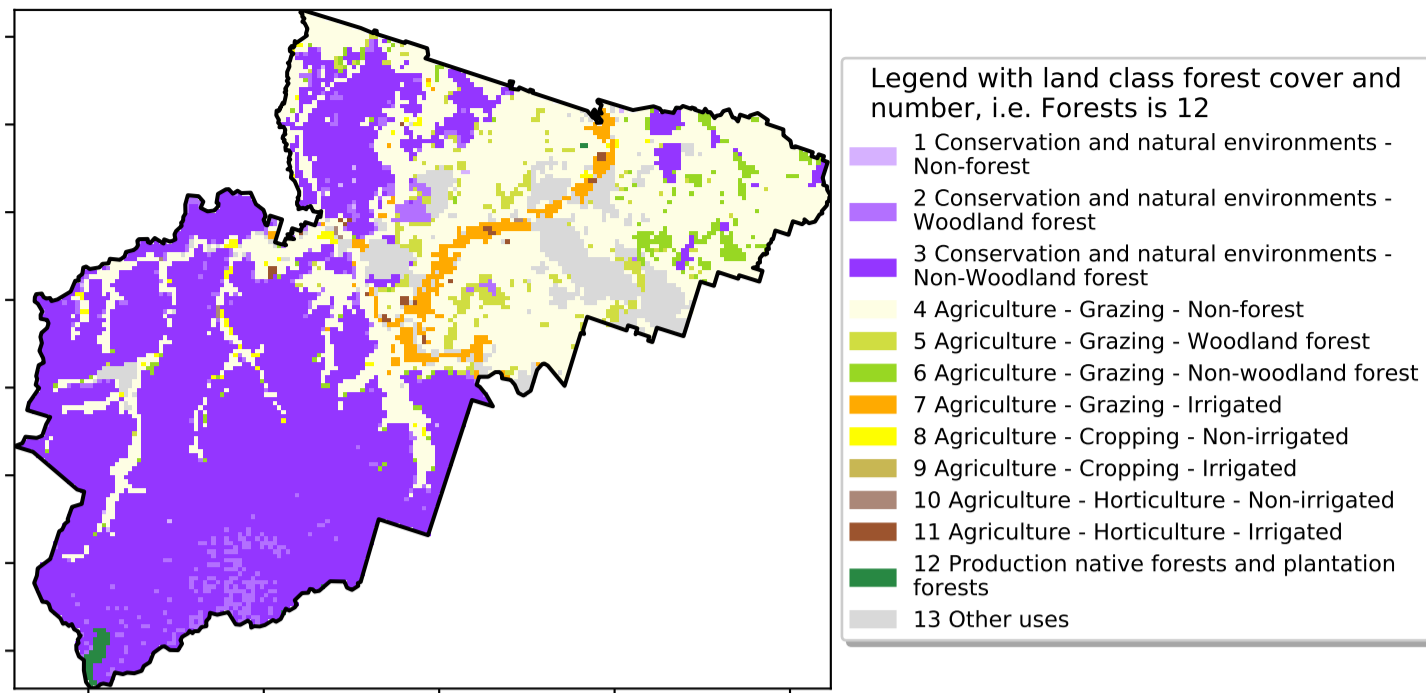 Legend with land class forest cover and
number, i.e. Forests is 12
1 Conservation and natural environments -
Non-forest
2 Conservation and natural environments -
Woodland forest
3 Conservation and natural environments -
Non-Woodland forest
4 Agriculture - Grazing - Non-forest
5 Agriculture - Grazing - Woodland forest
6 Agriculture - Grazing - Non-woodland forest
7 Agriculture - Grazing - Irrigated
8 Agriculture - Cropping - Non-irrigated
9 Agriculture - Cropping - Irrigated
10 Agriculture - Horticulture - Non-irrigated
11 Agriculture - Horticulture - Irrigated
12 Production native forests and plantation
forests
13 Other uses